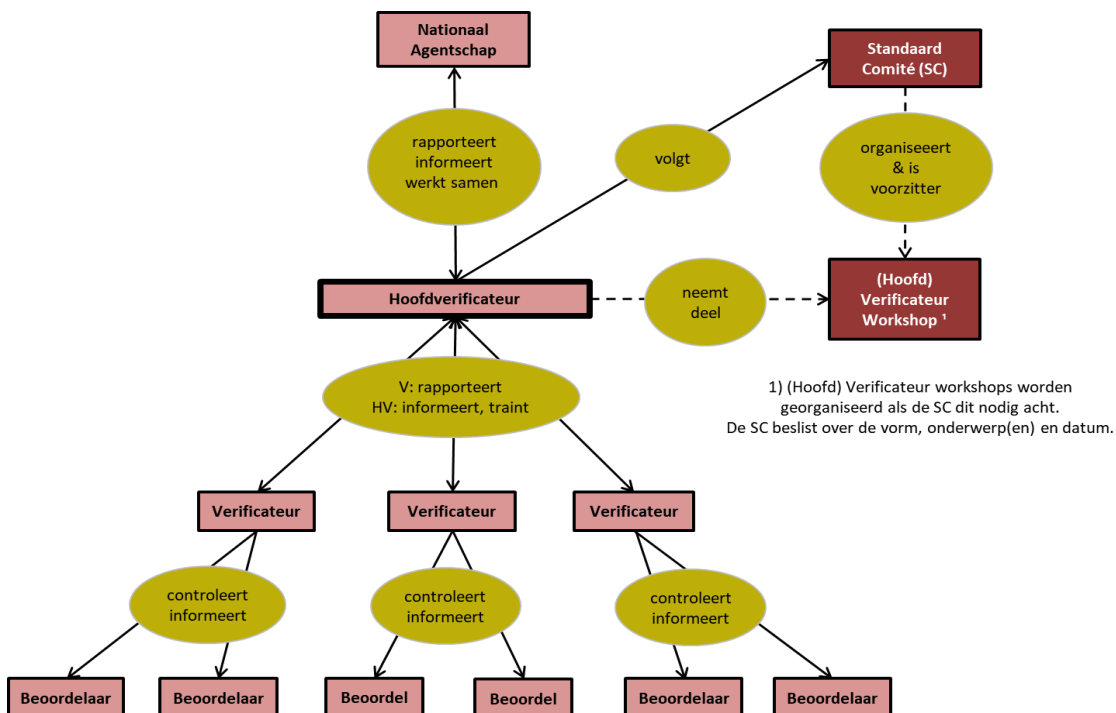 Nationaal
Agentschap
Standaard
Comité (SC)
rapporteert
informeert
werkt samen
volgt
organiseeert
& is
voorzitter
Hoofdverificateur
neemt
deel
(Hoofd)
Verificateur
Workshop ¹
V: rapporteert
HV: informeert, traint
1) (Hoofd) Verificateur workshops worden
georganiseerd als de SC dit nodig acht.
De SC beslist over de vorm, onderwerp(en) en datum.
Verificateur
Verificateur
Verificateur
controleert
informeert
controleert
informeert
controleert
informeert
Beoordelaar
Beoordelaar
Beoordel
Beoordel
Beoordelaar
Beoordelaar